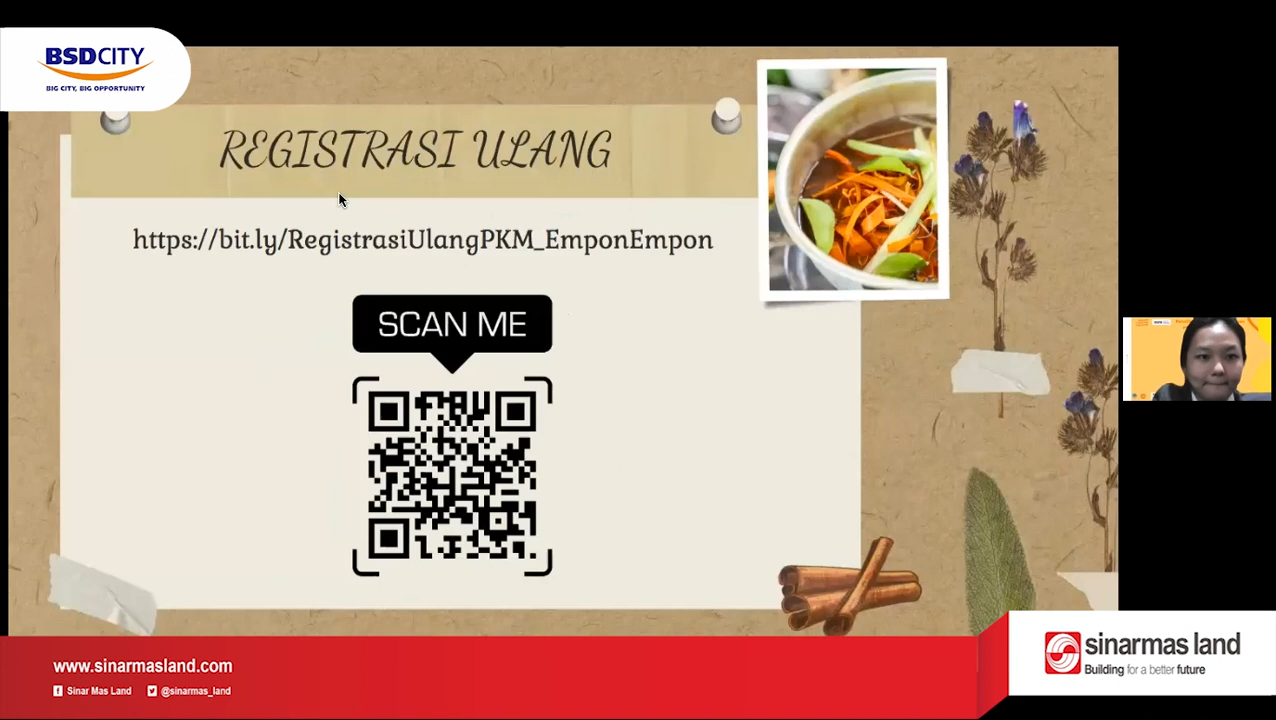 BSDCITY
BIG CITY, BIG OPPORTUNITY
REGISTRASI ULANG
https://bit.ly/RegistrasiUlangPKM_EmponEmpon
SCAN ME
www.sinarmasland.com
Sinar Mas Land @sinarmas_land
sinarmas land
Building for a better future